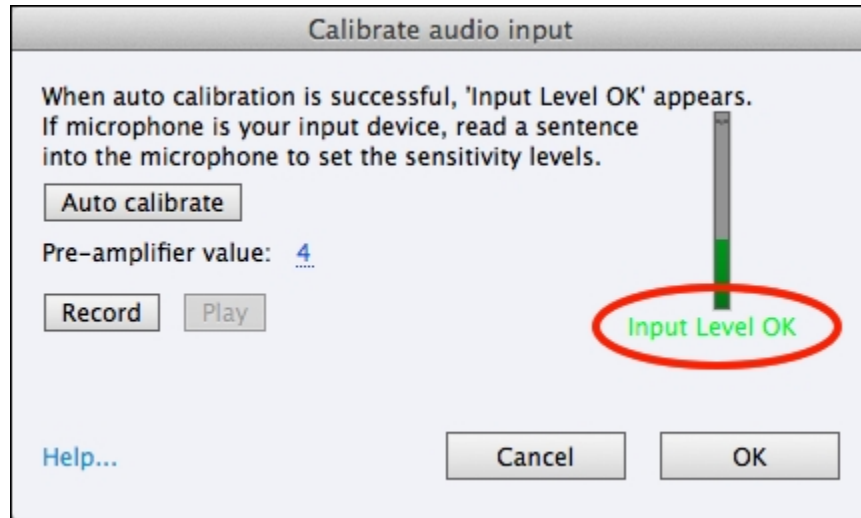 Calibrate audio input
When auto calibration is successful, 'Input Level OK' appears.
If microphone is your input device, read a sentence
into the microphone to set the sensitivity levels.
Auto calibrate
Pre-amplifier value: 4
Record Play
Input Level OK
Help... Cancel OK